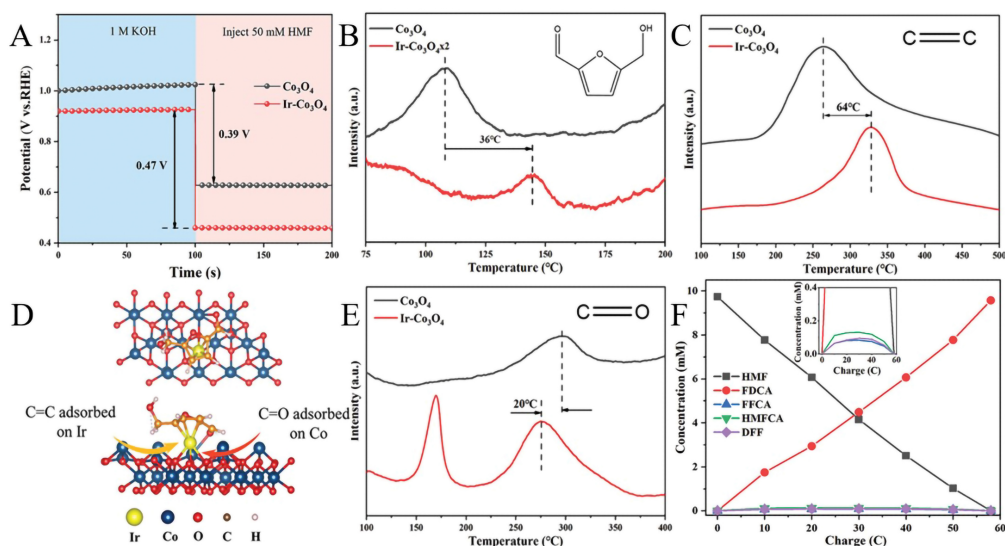 A
1 M KOH
Inject 50 mM HMF
Co₃O₄
Ir-Co₃O₄
0.39 V
0.47 V
Potential (V vs.RHE)
1.2
1.0
0.8
0.6
0.4
0 50 100 150 200
Time (s)
B
Co₃O₄
Ir-Co₃O₄x2
O
O
OH
36℃
Intensity (a.u.)
75 100 125 150 175 200
Temperature (℃)
C
Co₃O₄
Ir-Co₃O₄
C C
64℃
Intensity (a.u.)
100 150 200 250 300 350 400 450 500
Temperature (℃)
D
C=C adsorbed
on Ir
C=O adsorbed
on Co
Ir Co O C H
E
Co₃O₄
Ir-Co₃O₄
C O
20℃
Intensity (a.u.)
100 200 300 400
Temperature (℃)
F
Concentration (mM)
10
8
6
4
2
0
HMF
FDCA
FFCA
HMFCA
DFF
Concentration (mM)
0.4
0.2
0.0
0 15 30 45 60
Charge (C)
0 10 20 30 40 50 60
Charge (C)